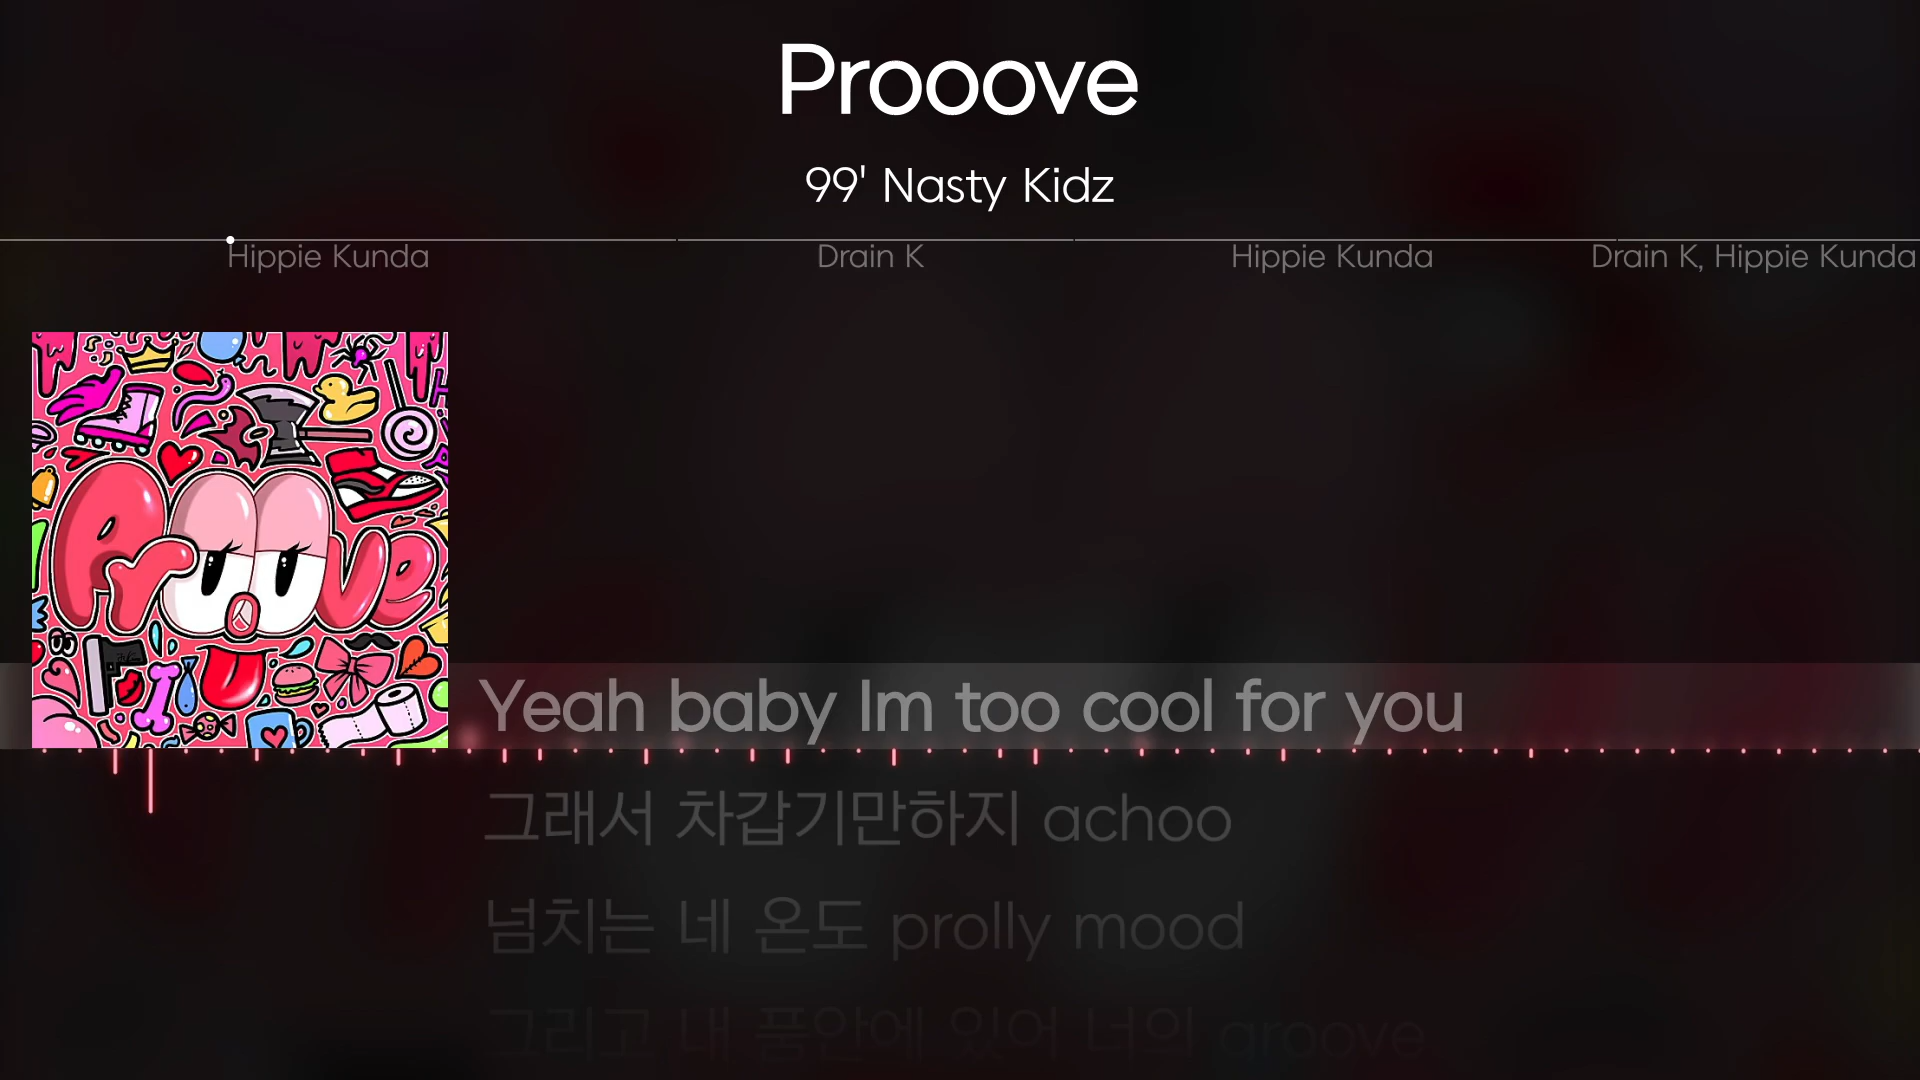 Prooove
99' Nasty Kidz
Hippie Kunda
Drain K
Hippie Kunda
Drain K, Hippie Kunda
Proove
Yeah baby Im too cool for you
그래서 차갑기만하지 achoo
넘치는 네 온도 prolly mood
그리고 내 품안에 있어 너의 groove